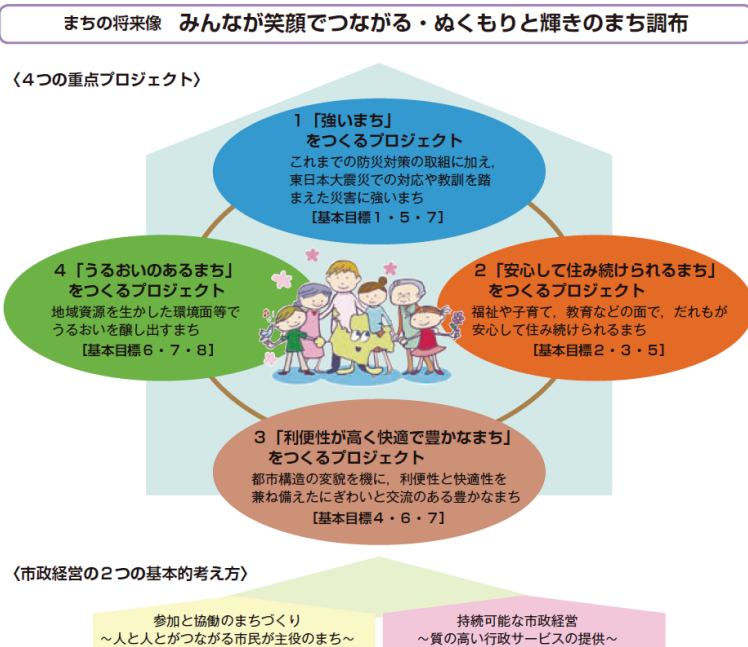 まちの将来像 みんなが笑顔でつながる・ぬくもりと輝きのまち調布
〈４つの重点プロジェクト〉
１「強いまち」
をつくるプロジェクト
これまでの防災対策の取組に加え，
東日本大震災での対応や教訓を踏
まえた災害に強いまち
［基本目標１・５・７］
２「安心して住み続けられるまち」
をつくるプロジェクト
福祉や子育て，教育などの面で，だれもが
安心して住み続けられるまち
［基本目標２・３・５］
３「利便性が高く快適で豊かなまち」
をつくるプロジェクト
都市構造の変貌を機に，利便性と快適性を
兼ね備えたにぎわいと交流のある豊かなまち
［基本目標４・６・７］
４「うるおいのあるまち」
をつくるプロジェクト
地域資源を生かした環境面等で
うるおいを醸し出すまち
［基本目標６・７・８］
〈市政経営の２つの基本的考え方〉
参加と協働のまちづくり
～人と人とがつながる市民が主役のまち～
持続可能な市政経営
～質の高い行政サービスの提供～